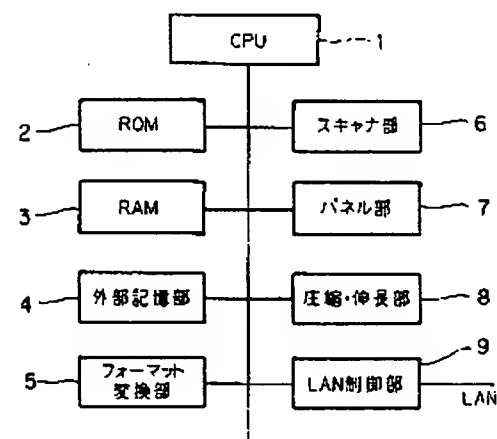 CPU
1
2
ROM
スキャナ部
6
3
RAM
パネル部
7
4
外部記憶部
圧縮・伸長部
8
5
フォーマット
変換部
LAN制御部
9
LAN